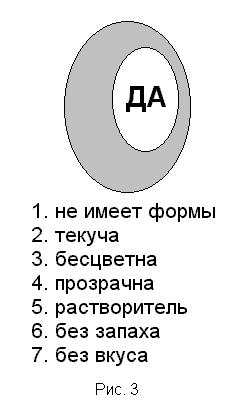 ДА
1. не имеет формы
2. текуча
3. бесцветна
4. прозрачна
5. растворитель
6. без запаха
7. без вкуса
Рис. 3